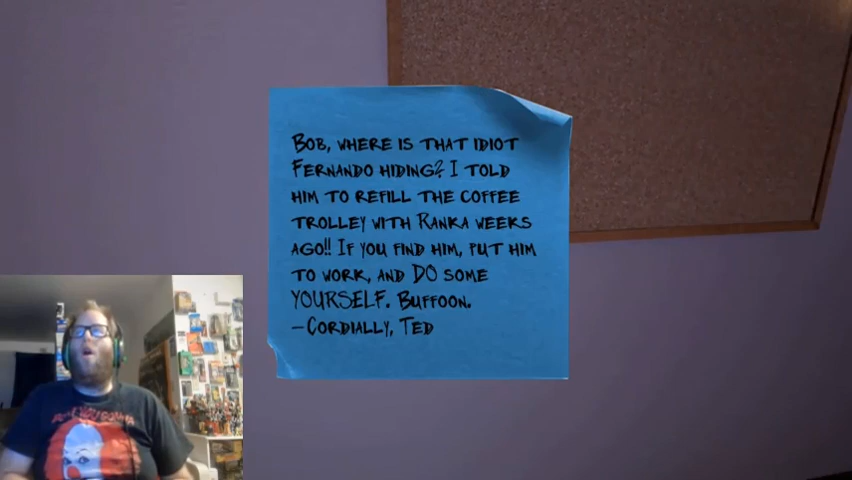 Bob, where is that idiot
Fernando hiding? I told
him to refill the coffee
trolley with Ranka weeks
ago!! If you find him, put him
to work, and DO some
YOURSELF. Buffoon.
–Cordially, Ted